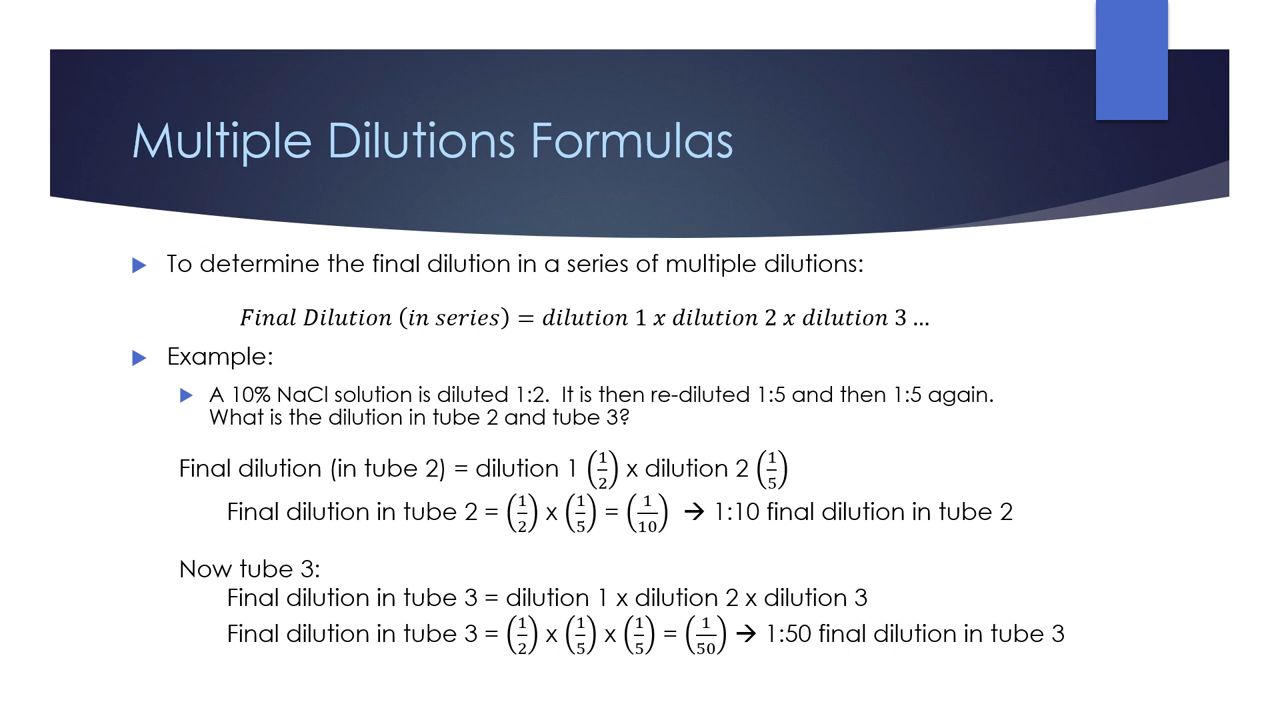 Multiple Dilutions Formulas
To determine the final dilution in a series of multiple dilutions:
Final Dilution (in series) = dilution 1 x dilution 2 x dilution 3 ...
Example:
A 10% NaCl solution is diluted 1:2.  It is then re-diluted 1:5 and then 1:5 again.
What is the dilution in tube 2 and tube 3?
Final dilution (in tube 2) = dilution 1 (1/2) x dilution 2 (1/5)
Final dilution in tube 2 = (1/2) x (1/5) = (1/10) → 1:10 final dilution in tube 2
Now tube 3:
Final dilution in tube 3 = dilution 1 x dilution 2 x dilution 3
Final dilution in tube 3 = (1/2) x (1/5) x (1/5) = (1/50) → 1:50 final dilution in tube 3